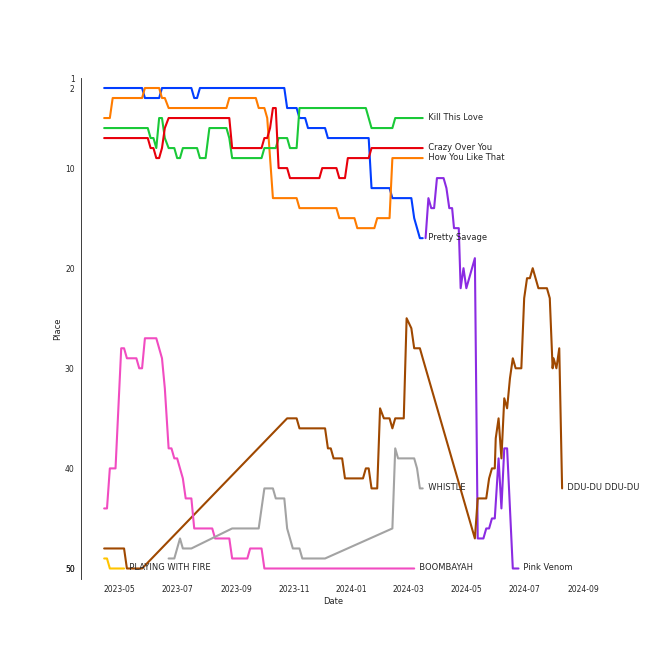 1
2
Kill This Love
Crazy Over You
How You Like That
10
Pretty Savage
20
Place
30
40
WHISTLE
DDU-DU DDU-DU
50
PLAYING WITH FIRE
BOOMBAYAH
Pink Venom
2023-05
2023-07
2023-09
2023-11
2024-01
2024-03
2024-05
2024-07
2024-09
Date